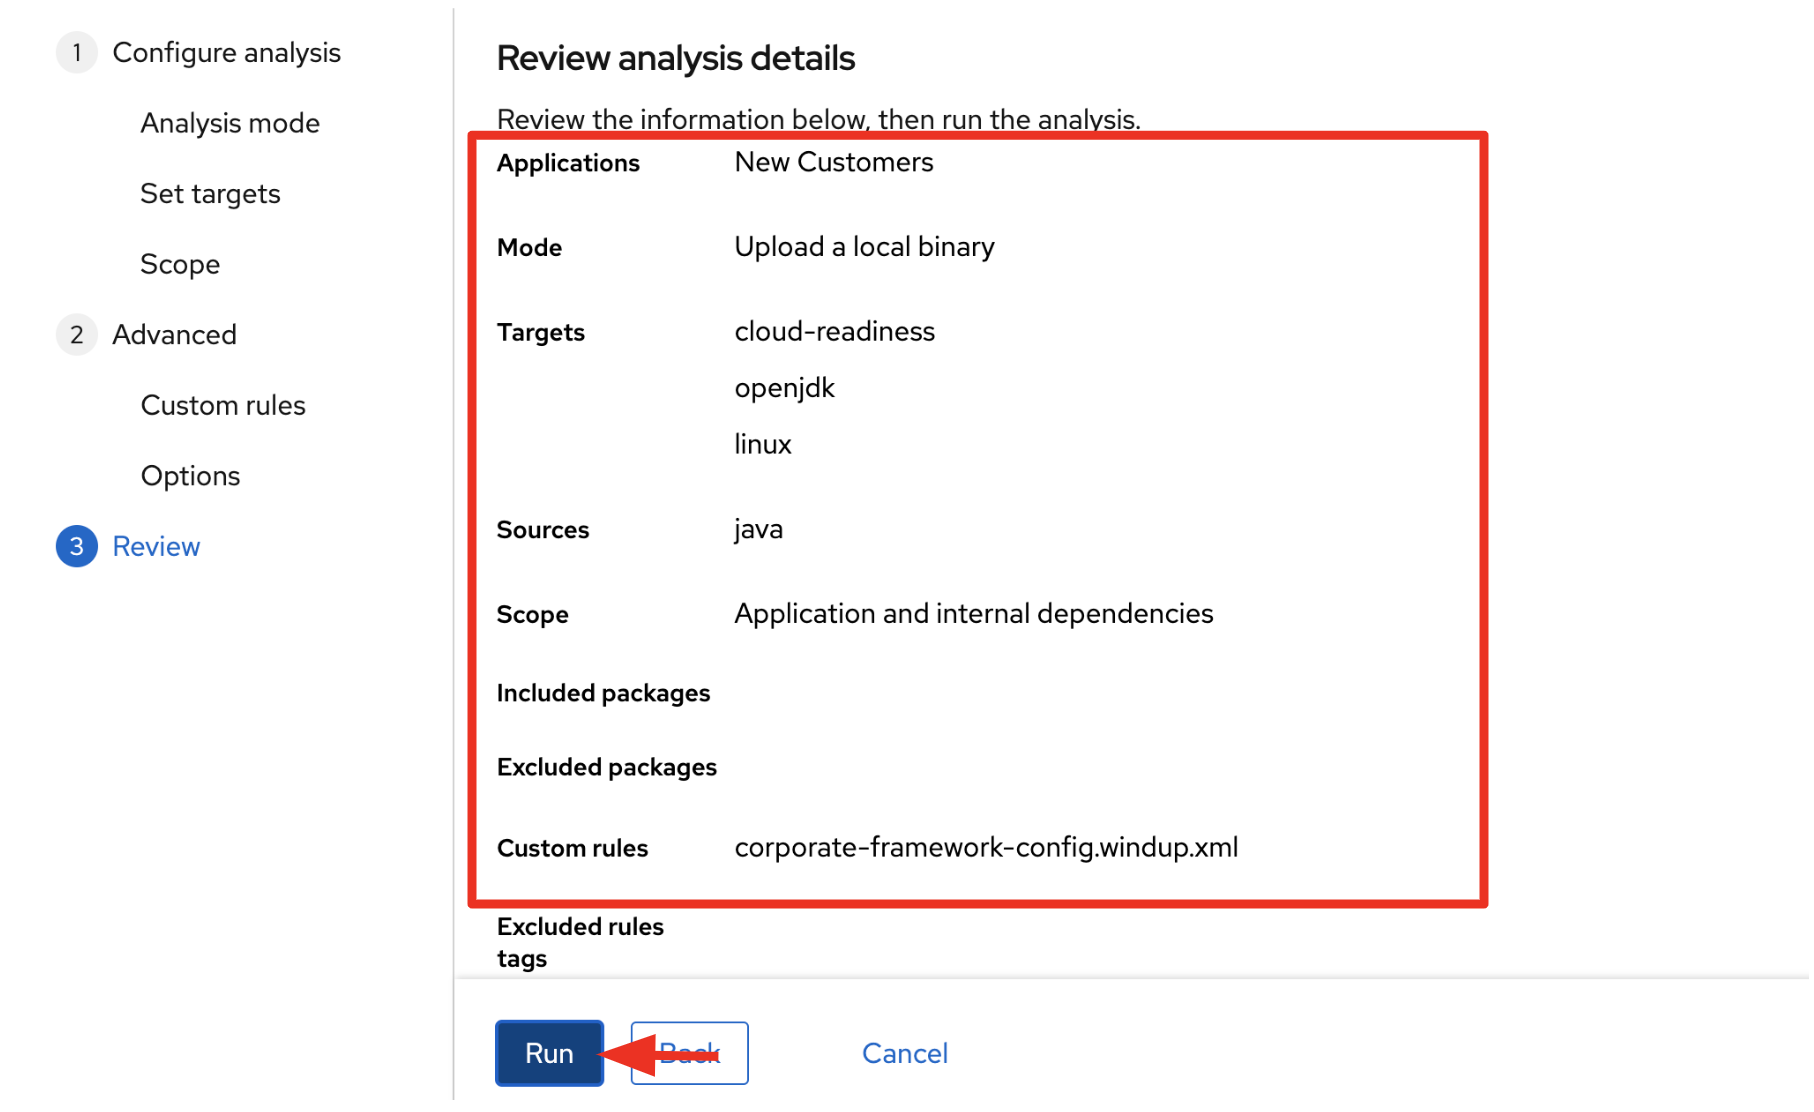 1 Configure analysis
Analysis mode
Set targets
Scope
2 Advanced
Custom rules
Options
3 Review
Review analysis details
Review the information below, then run the analysis.
Applications New Customers
Mode Upload a local binary
Targets cloud-readiness
openjdk
linux
Sources java
Scope Application and internal dependencies
Included packages
Excluded packages
Custom rules corporate-framework-config.windup.xml
Excluded rules
tags
Run Back Cancel